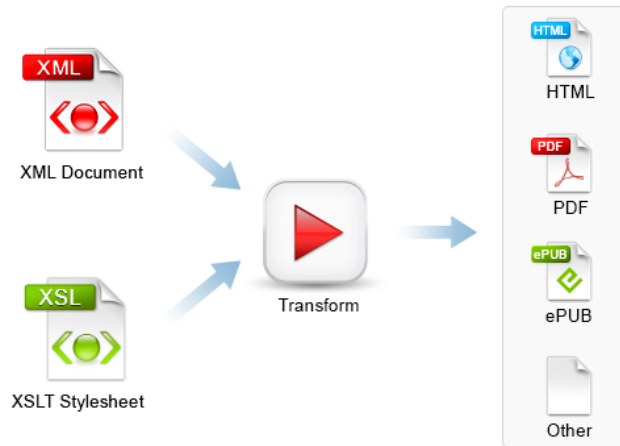 XML
XML Document
XSL
XSLT Stylesheet
Transform
HTML
HTML
PDF
PDF
ePUB
ePUB
Other